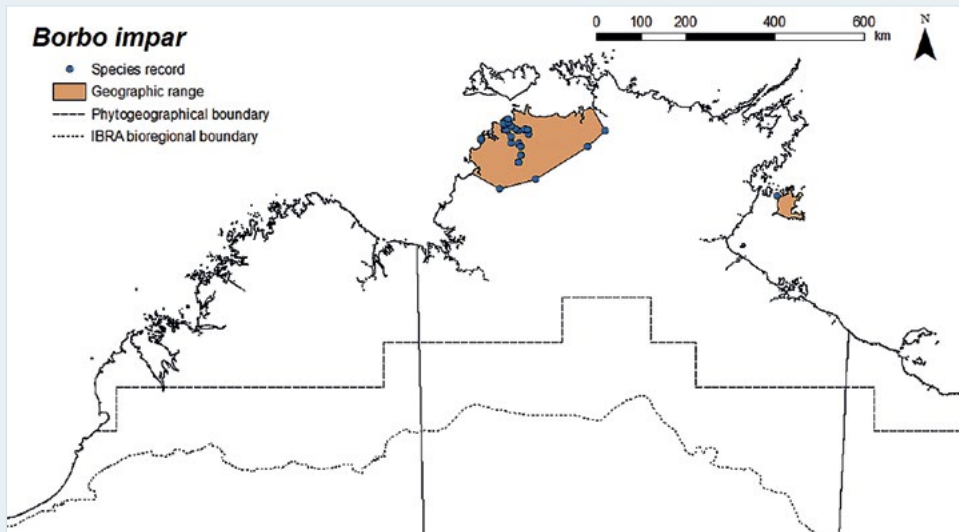 Borbo impar
Species record
Geographic range
Phytogeographical boundary
IBRA bioregional boundary
0 100 200 400 600
km
N